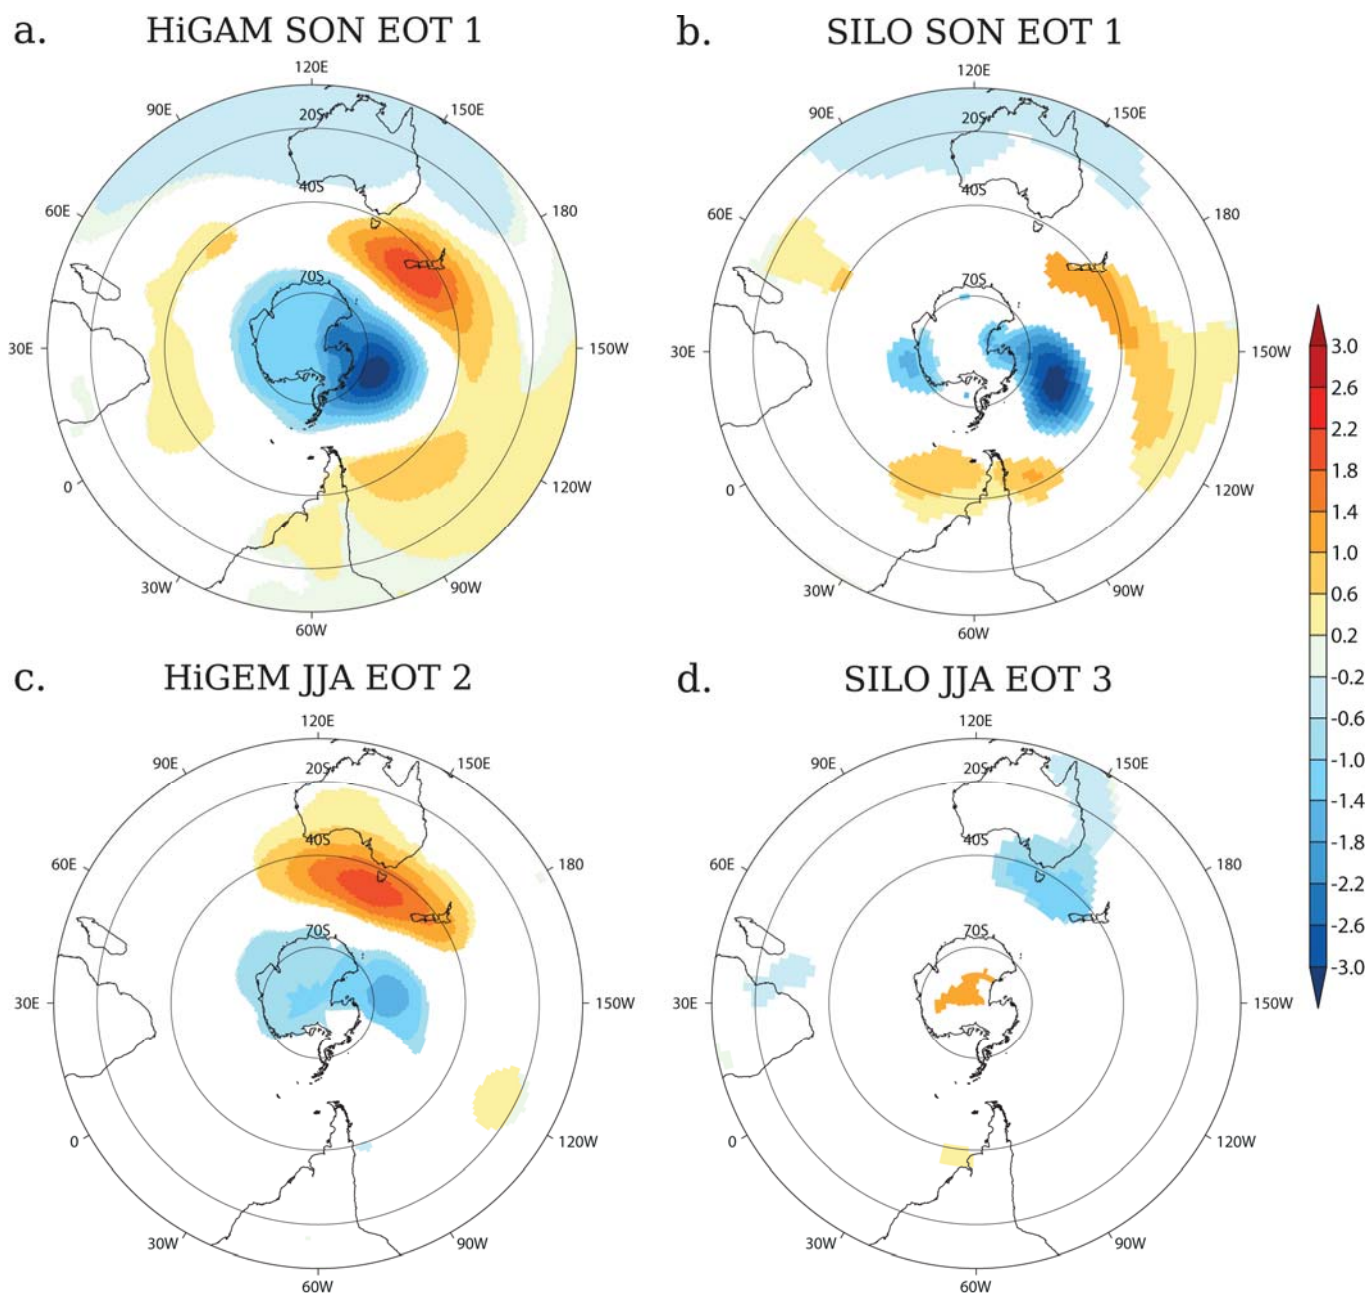 a. HiGAM SON EOT 1
120E
90E 150E
20S
40S
60E 180
70S
30E 150W
0 120W
30W 90W
60W
b. SILO SON EOT 1
120E
90E 150E
20S
40S
60E 180
70S
30E 150W
0 120W
30W 90W
60W
c. HiGEM JJA EOT 2
120E
90E 150E
20S
40S
60E 180
70S
30E 150W
0 120W
30W 90W
60W
d. SILO JJA EOT 3
120E
90E 150E
20S
40S
60E 180
70S
30E 150W
0 120W
30W 90W
60W
3.0
2.6
2.2
1.8
1.4
1.0
0.6
0.2
-0.2
-0.6
-1.0
-1.4
-1.8
-2.2
-2.6
-3.0